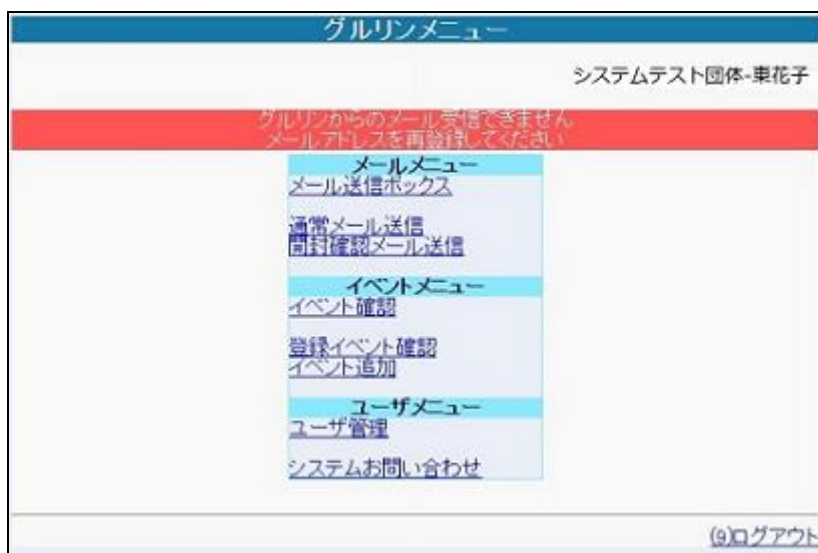 グルリンメニュー
システムテスト団体-東花子
グルリンからのメール受信できません
メールアドレスを再登録してください
メールメニュー
メール送信ボックス
通常メール送信
開封確認メール送信
イベントメニュー
イベント確認
登録イベント確認
イベント追加
ユーザメニュー
ユーザ管理
システムお問い合わせ
(9)ログアウト